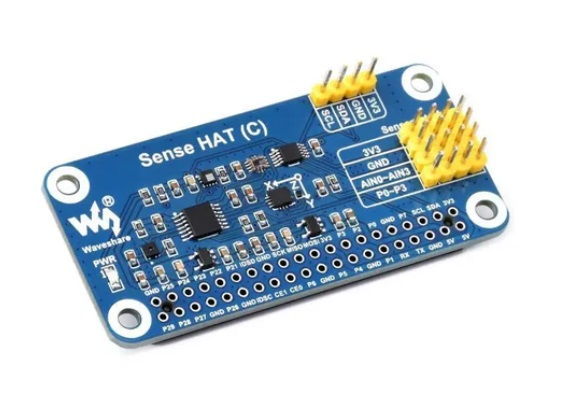 Sense HAT (C)
SCL
SDA
GND
3V3
3V3
GND
AIN0-AIN3
P0-P3
X
Z
Y
®
Waveshare
PWR
GND P25 P24 P23 P22 P21 IDSD GND SCK MISO MOSI 3V3 P3 P2 P9 GND P7 SCL SDA 3V3
P29 P28 P27 GND P26 GND IDSC CE1 CE0 P6 GND P5 P4 GND P1 RX TX GND 5V 5V